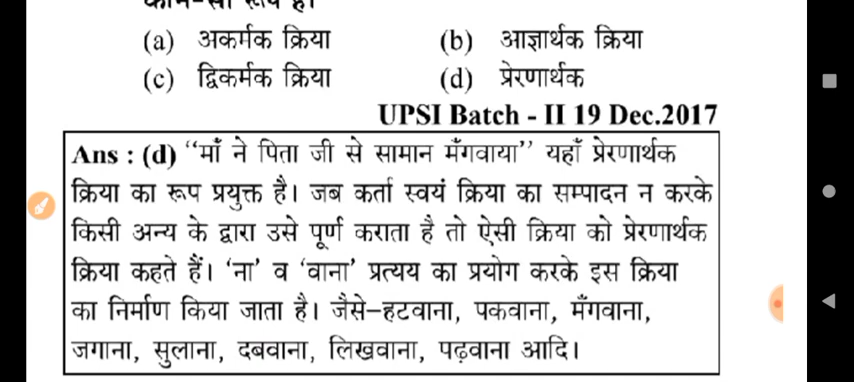 कौन-सा रूप है।
(a) अकर्मक क्रिया (b) आज्ञार्थक क्रिया
(c) द्विकर्मक क्रिया (d) प्रेरणार्थक
UPSI Batch - II 19 Dec.2017
Ans : (d) “माँ ने पिता जी से सामान मँगवाया” यहाँ प्रेरणार्थक
क्रिया का रूप प्रयुक्त है। जब कर्ता स्वयं क्रिया का सम्पादन न करके
किसी अन्य के द्वारा उसे पूर्ण कराता है तो ऐसी क्रिया को प्रेरणार्थक
क्रिया कहते हैं। ‘ना’ व ‘वाना’ प्रत्यय का प्रयोग करके इस क्रिया
का निर्माण किया जाता है। जैसे–हटवाना, पकवाना, मँगवाना,
जगाना, सुलाना, दबवाना, लिखवाना, पढ़वाना आदि।